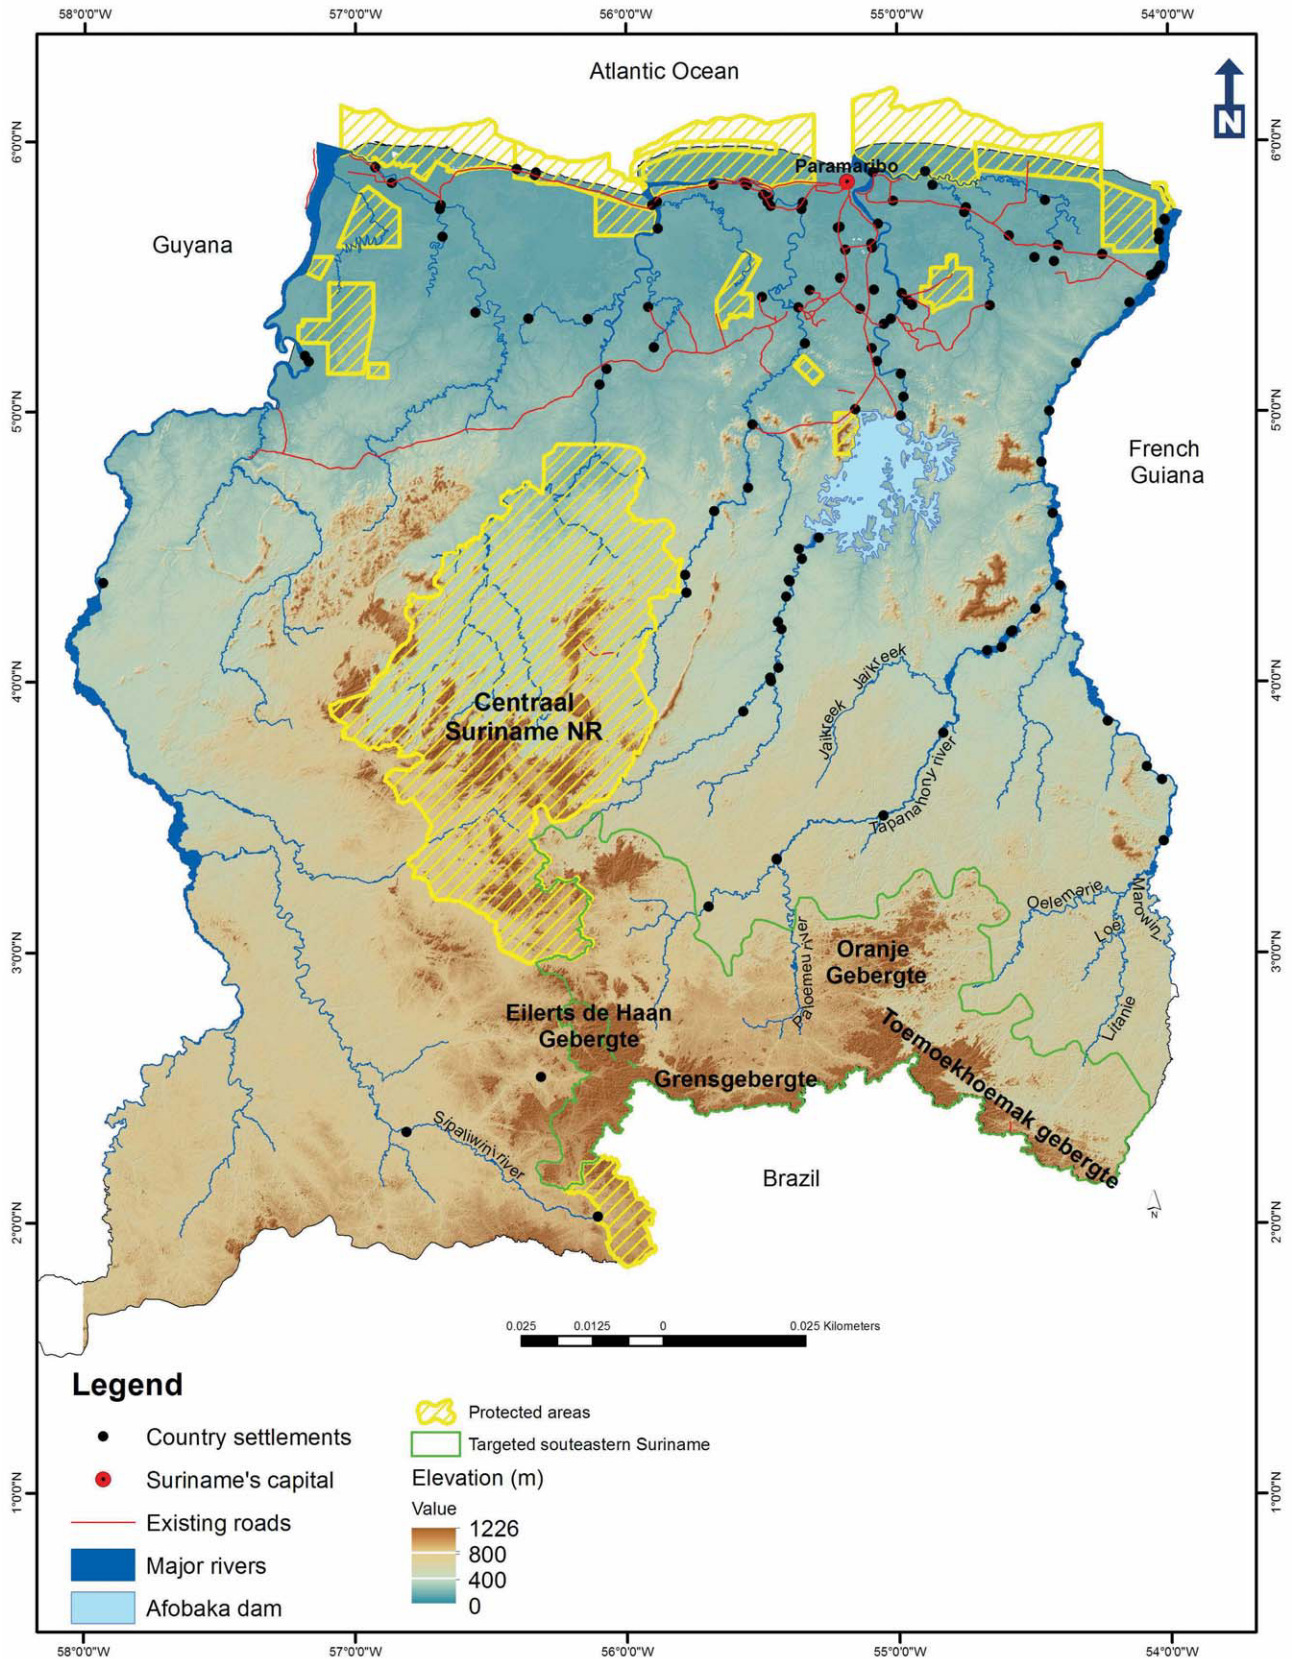 58°0'0"W
57°0'0"W
56°0'0"W
55°0'0"W
54°0'0"W
Atlantic Ocean
N
6°0'0"N
6°0'0"N
Paramaribo
Guyana
5°0'0"N
5°0'0"N
French
Guiana
4°0'0"N
4°0'0"N
Jaikreek
Jaikreek
Centraal
Suriname NR
Tapanahony river
Oelemarie
Marowin
Loe
Paloemeu river
Oranje
Gebergte
3°0'0"N
3°0'0"N
Litanie
Eilerts de Haan
Gebergte
Toemoekhoemak gebergte
Grensgebergte
Sipaliwini river
Brazil
N
2°0'0"N
2°0'0"N
0.025
0.0125
0
0.025 Kilometers
Legend
Country settlements
Suriname's capital
Existing roads
Major rivers
Afobaka dam
Protected areas
Targeted souteastern Suriname
Elevation (m)
Value
1226
800
400
0
1°0'0"N
1°0'0"N
58°0'0"W
57°0'0"W
56°0'0"W
55°0'0"W
54°0'0"W